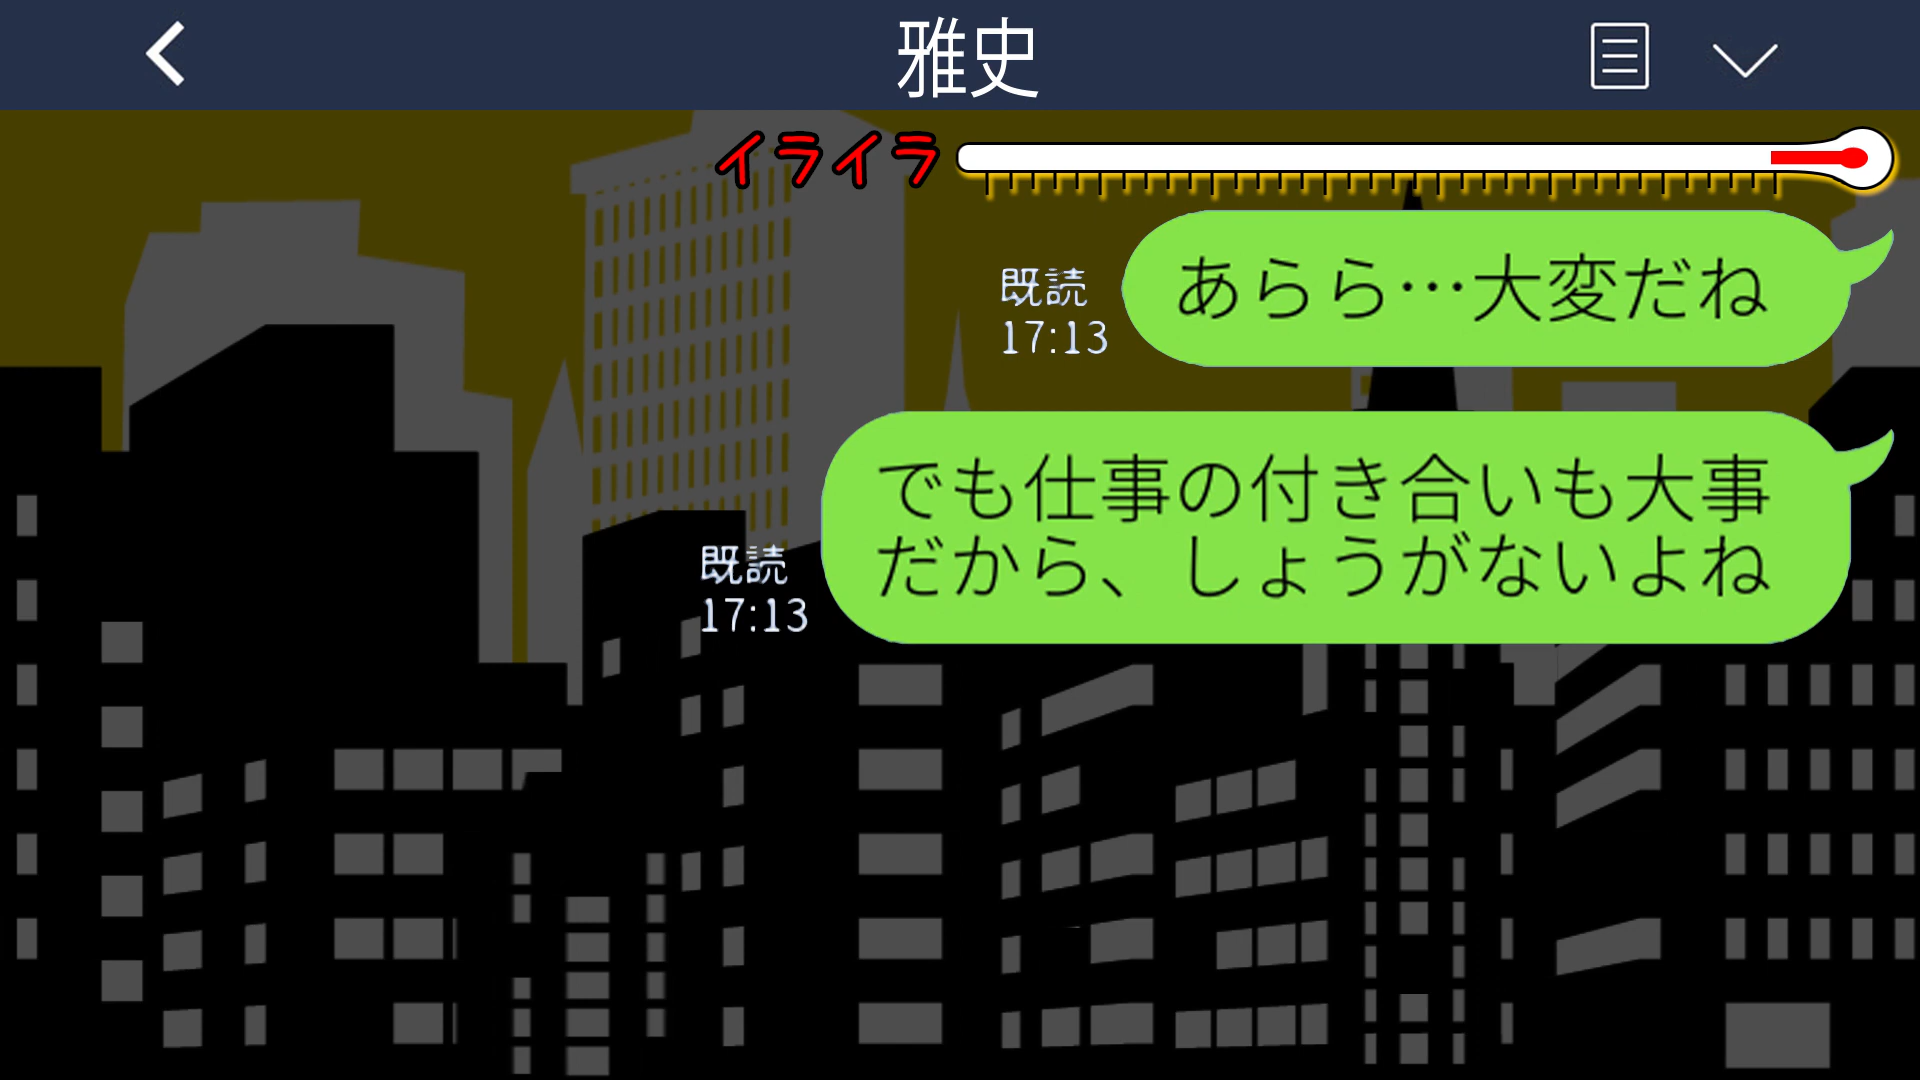 雅史
イライラ
あらら…大変だね
既読
17:13
でも仕事の付き合いも大事
だから、しょうがないよね
既読
17:13